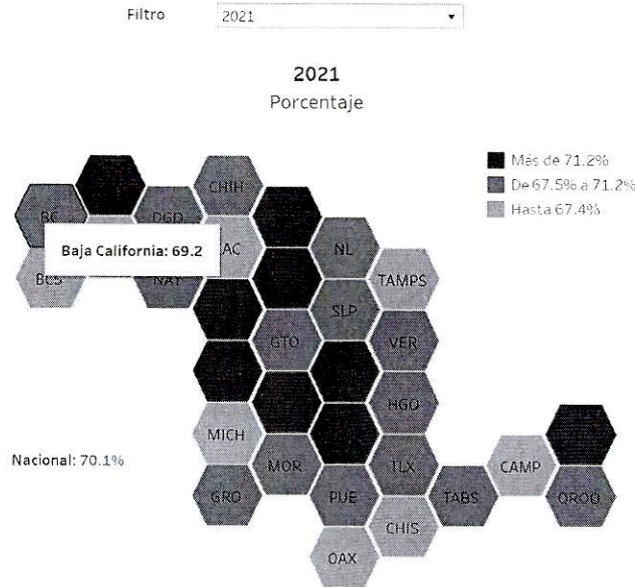 Filtro 2021
2021
Porcentaje
Más de 71.2%
De 67.5% a 71.2%
Hasta 67.4%
CHIH
BC DGO
AC NL
Baja California: 69.2
BCS NAY TAMPS
SLP
GTO VER
HGO
MICH
Nacional: 70.1%
MOR TLX CAMP
GRO PUE TABS QROO
CHIS
OAX